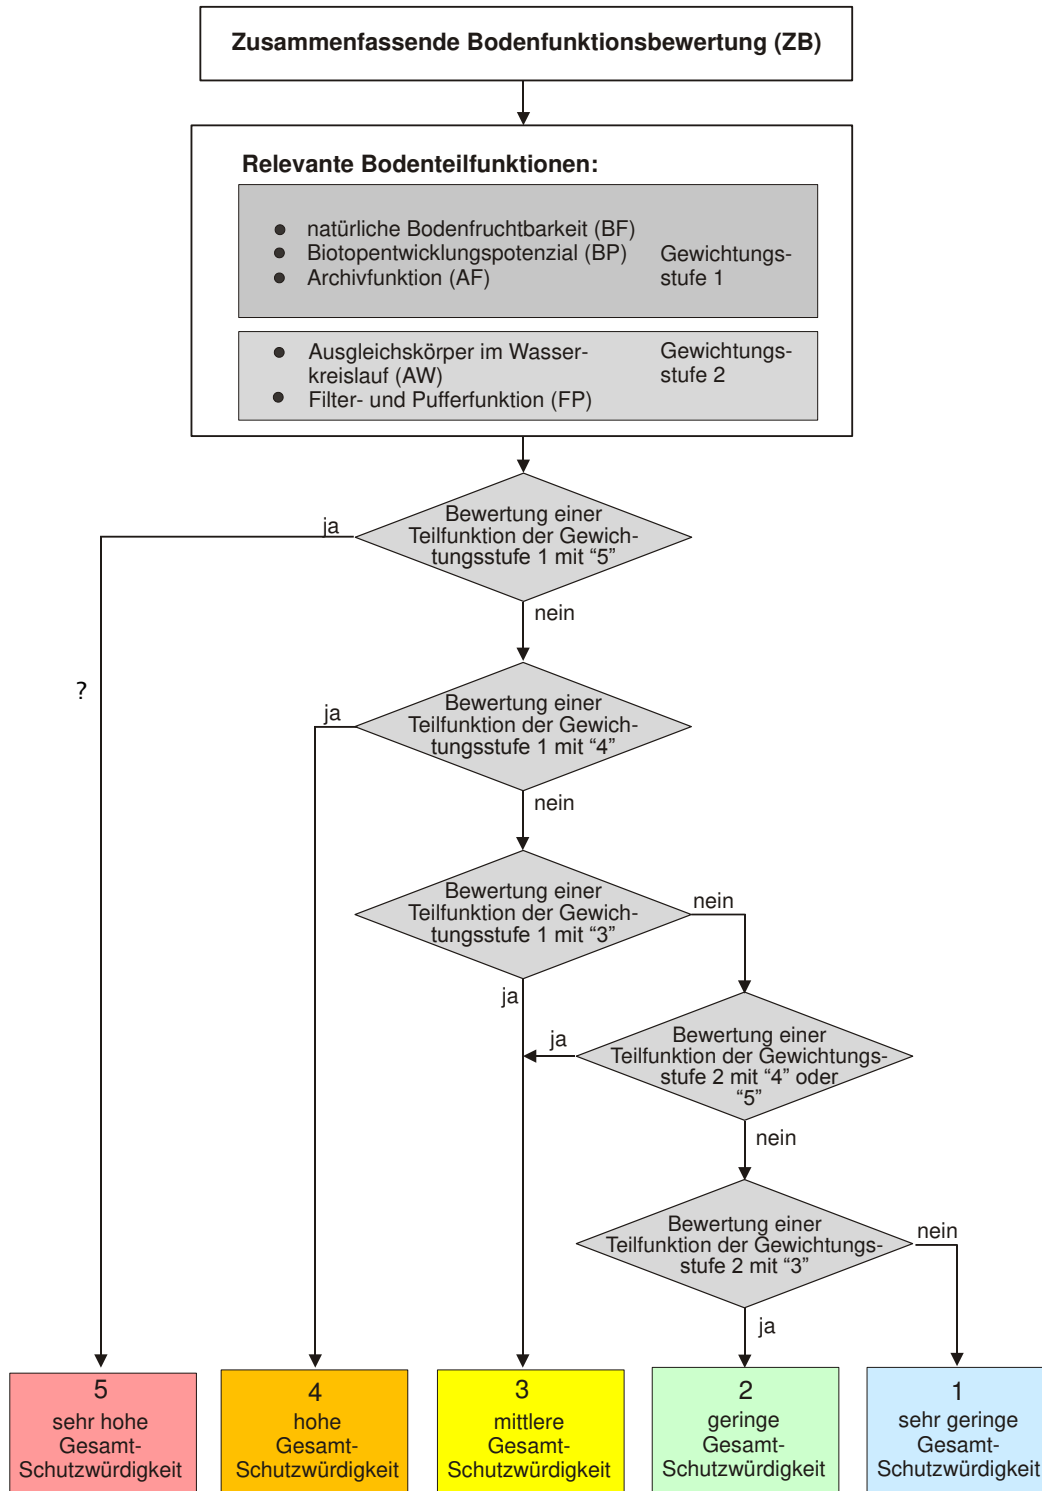 Zusammenfassende Bodenfunktionsbewertung (ZB)
Relevante Bodenteilfunktionen:
● natürliche Bodenfruchtbarkeit (BF)
● Biotopentwicklungspotenzial (BP)
● Archivfunktion (AF)
Gewichtungs-
stufe 1
● Ausgleichskörper im Wasser-
kreislauf (AW)
● Filter- und Pufferfunktion (FP)
Gewichtungs-
stufe 2
Bewertung einer
Teilfunktion der Gewich-
tungsstufe 1 mit “5”
ja
nein
?
Bewertung einer
Teilfunktion der Gewich-
tungsstufe 1 mit “4”
ja
nein
Bewertung einer
Teilfunktion der Gewich-
tungsstufe 1 mit “3”
nein
ja
Bewertung einer
Teilfunktion der Gewichtungs-
stufe 2 mit “4” oder
“5”
ja
nein
Bewertung einer
Teilfunktion der Gewichtungs-
stufe 2 mit “3”
nein
ja
5
sehr hohe
Gesamt-
Schutzwürdigkeit
4
hohe
Gesamt-
Schutzwürdigkeit
3
mittlere
Gesamt-
Schutzwürdigkeit
2
geringe
Gesamt-
Schutzwürdigkeit
1
sehr geringe
Gesamt-
Schutzwürdigkeit